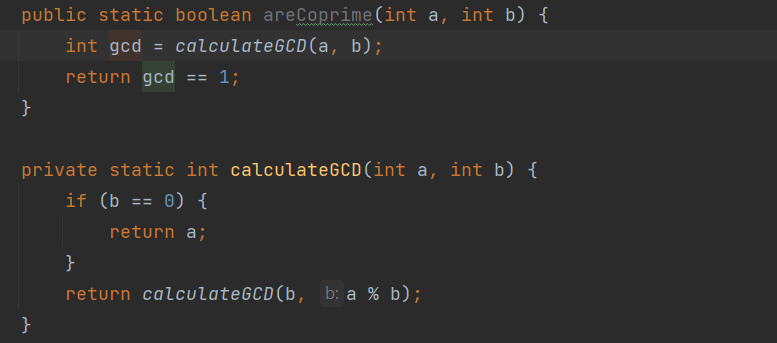 public static boolean areCoprime(int a, int b) {
    int gcd = calculateGCD(a, b);
    return gcd == 1;
}
private static int calculateGCD(int a, int b) {
    if (b == 0) {
        return a;
    }
    return calculateGCD(b, b: a % b);
}